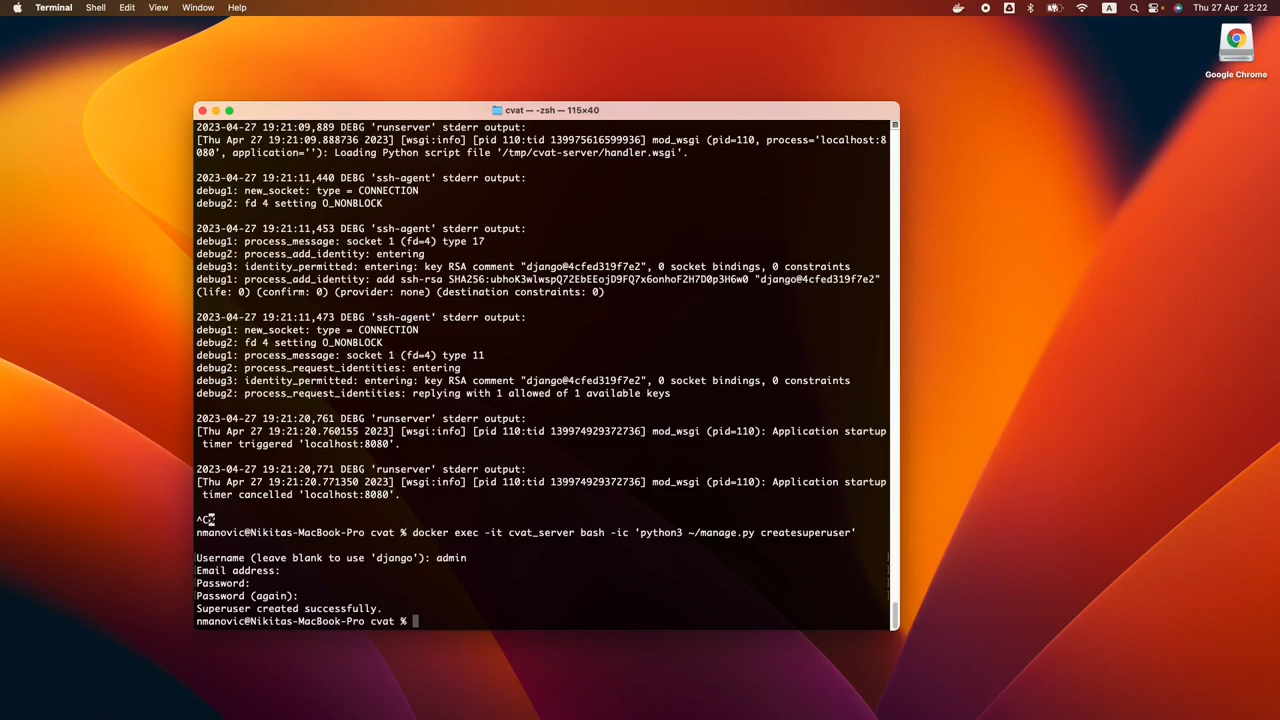 Terminal Shell Edit View Window Help A Thu 27 Apr 22:22
Google Chrome
cvat — -zsh — 115×40
2023-04-27 19:21:09,889 DEBG 'runserver' stderr output:
[Thu Apr 27 19:21:09.888736 2023] [wsgi:info] [pid 110:tid 139975616599936] mod_wsgi (pid=110, process='localhost:8
080', application=''): Loading Python script file '/tmp/cvat-server/handler.wsgi'.
2023-04-27 19:21:11,440 DEBG 'ssh-agent' stderr output:
debug1: new_socket: type = CONNECTION
debug2: fd 4 setting O_NONBLOCK
2023-04-27 19:21:11,453 DEBG 'ssh-agent' stderr output:
debug1: process_message: socket 1 (fd=4) type 17
debug2: process_add_identity: entering
debug3: identity_permitted: entering: key RSA comment "django@4cfed319f7e2", 0 socket bindings, 0 constraints
debug1: process_add_identity: add ssh-rsa SHA256:ubhoK3wlwspQ72EbEEojD9FQ7x6onhoF2H7D0p3H6w0 "django@4cfed319f7e2"
(life: 0) (confirm: 0) (provider: none) (destination constraints: 0)
2023-04-27 19:21:11,473 DEBG 'ssh-agent' stderr output:
debug1: new_socket: type = CONNECTION
debug2: fd 4 setting O_NONBLOCK
debug1: process_message: socket 1 (fd=4) type 11
debug2: process_request_identities: entering
debug3: identity_permitted: entering: key RSA comment "django@4cfed319f7e2", 0 socket bindings, 0 constraints
debug2: process_request_identities: replying with 1 allowed of 1 available keys
2023-04-27 19:21:20,761 DEBG 'runserver' stderr output:
[Thu Apr 27 19:21:20.760155 2023] [wsgi:info] [pid 110:tid 139974929372736] mod_wsgi (pid=110): Application startup
timer triggered 'localhost:8080'.
2023-04-27 19:21:20,771 DEBG 'runserver' stderr output:
[Thu Apr 27 19:21:20.771350 2023] [wsgi:info] [pid 110:tid 139974929372736] mod_wsgi (pid=110): Application startup
timer cancelled 'localhost:8080'.
^C%
nmanovic@Nikitas-MacBook-Pro cvat % docker exec -it cvat_server bash -ic 'python3 ~/manage.py createsuperuser'
Username (leave blank to use 'django'): admin
Email address:
Password:
Password (again):
Superuser created successfully.
nmanovic@Nikitas-MacBook-Pro cvat %